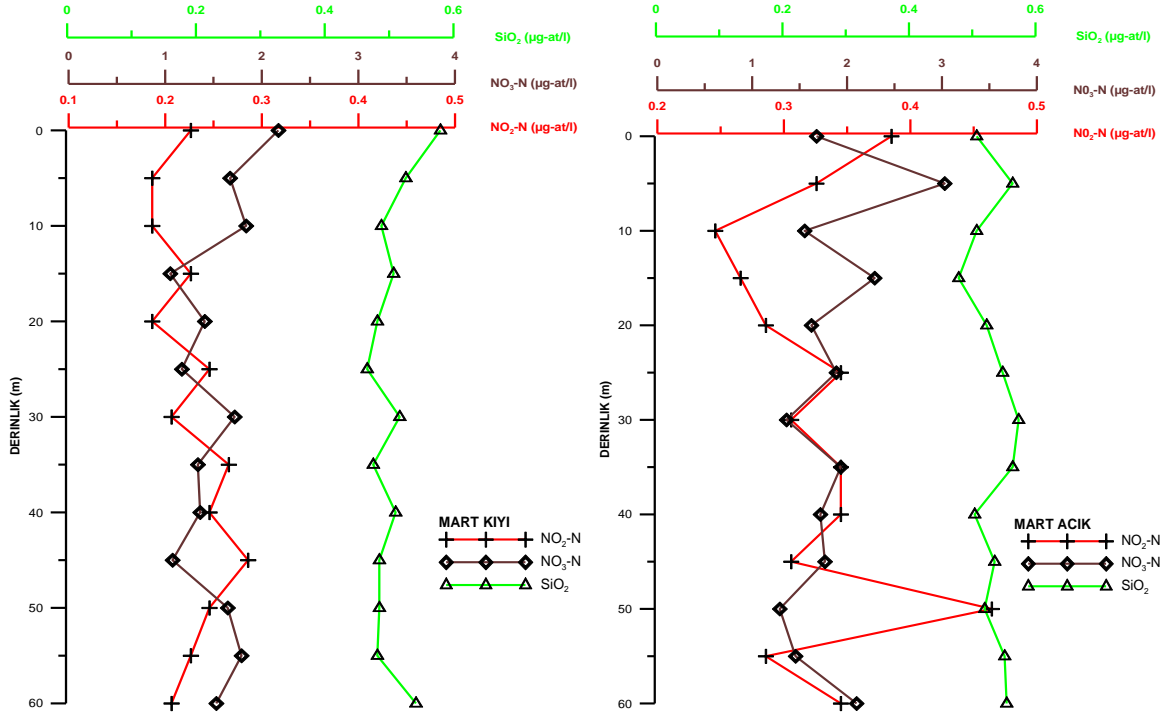 0 0.2 0.4 0.6
SiO₂ (µg-at/l)
0 1 2 3 4
NO₃-N (µg-at/l)
0.1 0.2 0.3 0.4 0.5
NO₂-N (µg-at/l)
0
10
20
30
40
50
60
DERINLIK (m)
MART KIYI
NO₂-N
NO₃-N
SiO₂
0 0.2 0.4 0.6
SiO₂ (µg-at/l)
0 1 2 3 4
N0₃-N (µg-at/l)
0.2 0.3 0.4 0.5
N0₂-N (µg-at/l)
0
10
20
30
40
50
60
DERINLIK (m)
MART ACIK
NO₂-N
NO₃-N
SiO₂